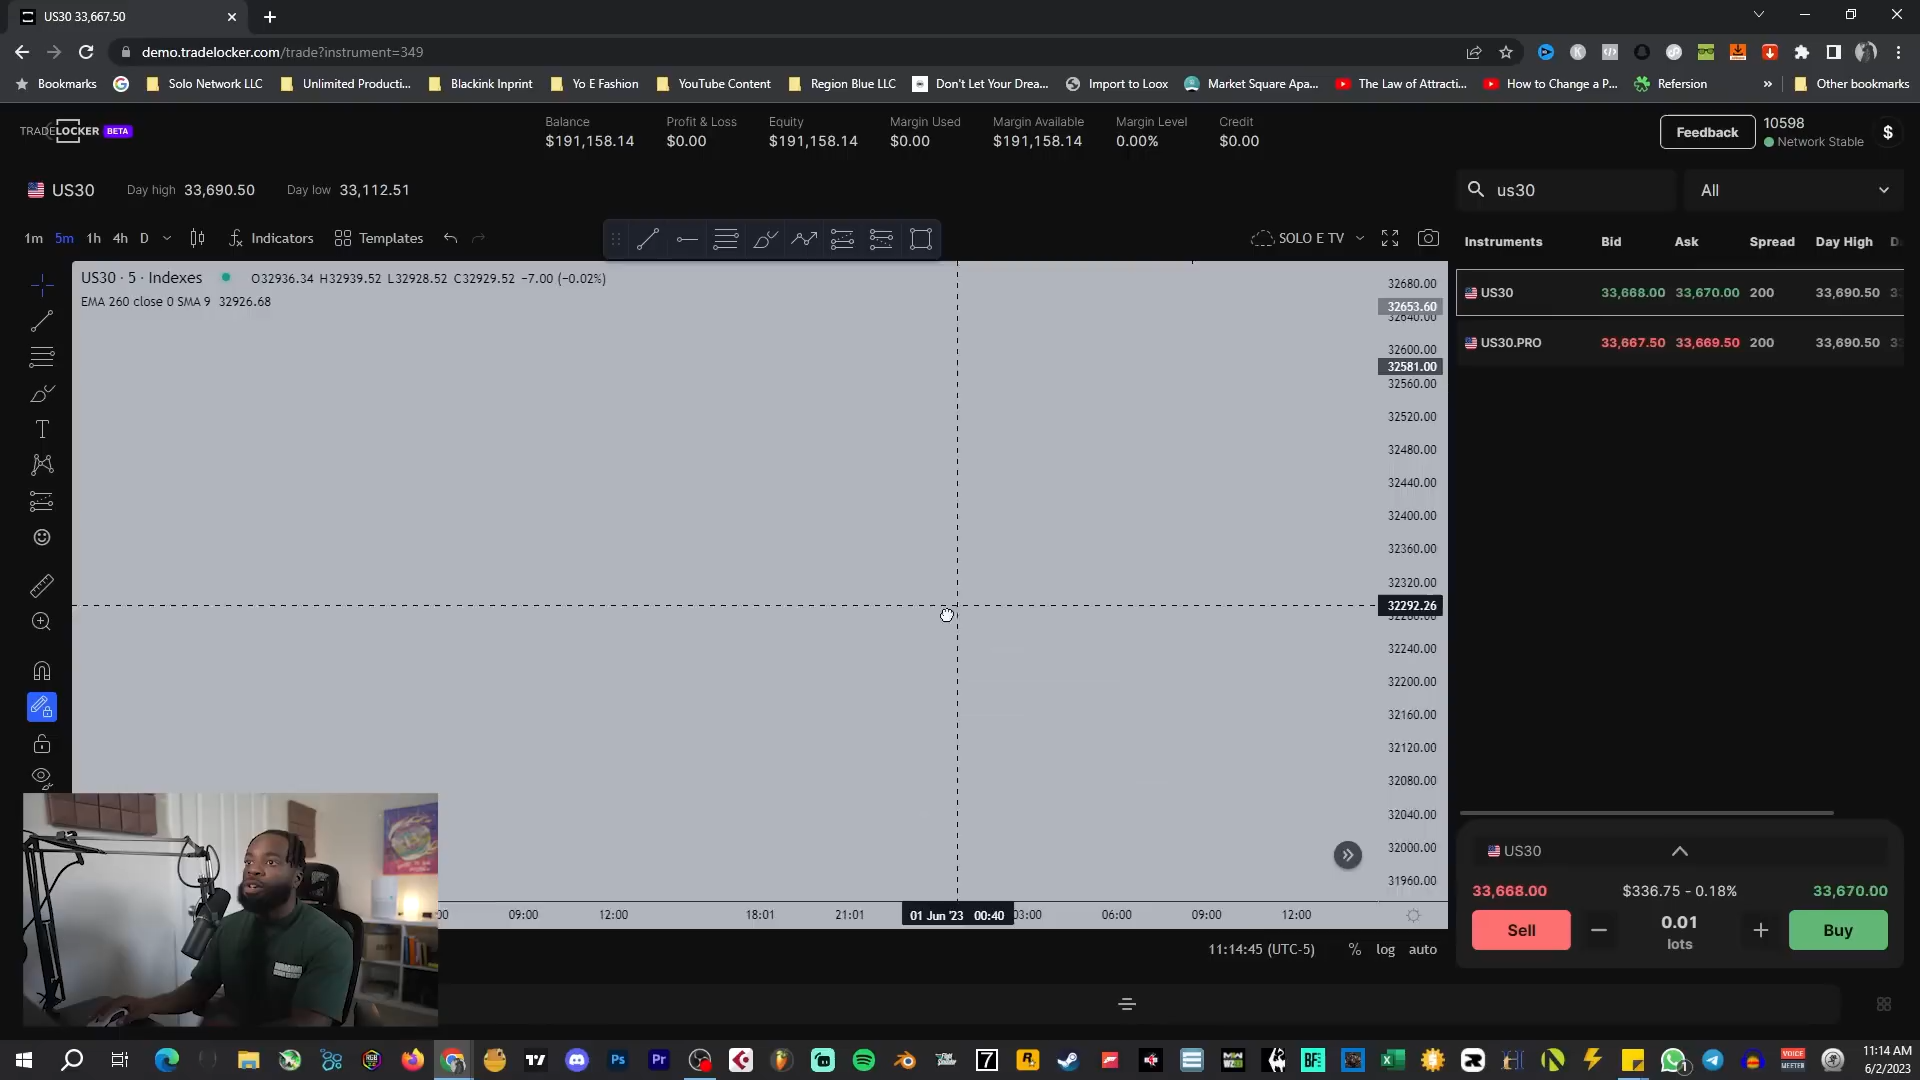 US30 33,667.50
demo.tradelocker.com/trade?instrument=349
Bookmarks
Solo Network LLC
Unlimited Producti...
Blackink Inprint
Yo E Fashion
YouTube Content
Region Blue LLC
Don't Let Your Drea...
Import to Loox
Market Square Apa...
The Law of Attracti...
How to Change a P...
Refersion
»
Other bookmarks
TRADELOCKER BETA
Balance
$191,158.14
Profit & Loss
$0.00
Equity
$191,158.14
Margin Used
$0.00
Margin Available
$191,158.14
Margin Level
0.00%
Credit
$0.00
Feedback
10598
Network Stable
$
US30 Day high 33,690.50 Day low 33,112.51
us30
All
1m 5m 1h 4h D
Indicators
Templates
SOLO E TV
Instruments Bid Ask Spread Day High
US30 33,668.00 33,670.00 200 33,690.50
US30.PRO 33,667.50 33,669.50 200 33,690.50
US30 · 5 · Indexes O32936.34 H32939.52 L32928.52 C32929.52 −7.00 (−0.02%)
EMA 260 close 0 SMA 9 32926.68
32680.00
32653.60
32640.00
32600.00
32581.00
32560.00
32520.00
32480.00
32440.00
32400.00
32360.00
32320.00
32292.26
32240.00
32200.00
32160.00
32120.00
32080.00
32040.00
32000.00
31960.00
09:00 12:00 18:01 21:01 01 Jun '23 00:40 03:00 06:00 09:00 12:00
11:14:45 (UTC-5) % log auto
US30
33,668.00 $336.75 - 0.18% 33,670.00
Sell
0.01
lots
Buy
11:14 AM
6/2/2023